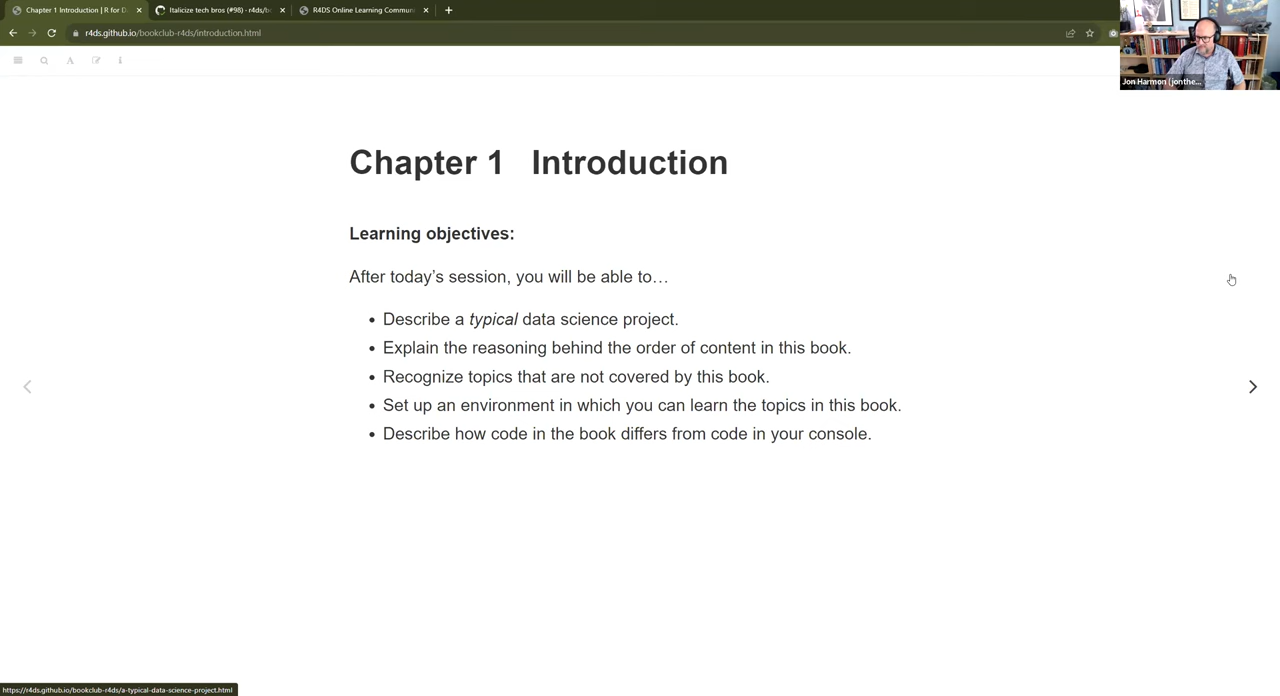 Chapter 1 Introduction | R for D
Italicize tech bros (#98) · r4ds/bo
R4DS Online Learning Commun
r4ds.github.io/bookclub-r4ds/introduction.html
Jon Harmon (jonthe...
Chapter 1 Introduction
Learning objectives:
After today's session, you will be able to…
• Describe a typical data science project.
• Explain the reasoning behind the order of content in this book.
• Recognize topics that are not covered by this book.
• Set up an environment in which you can learn the topics in this book.
• Describe how code in the book differs from code in your console.
https://r4ds.github.io/bookclub-r4ds/a-typical-data-science-project.html